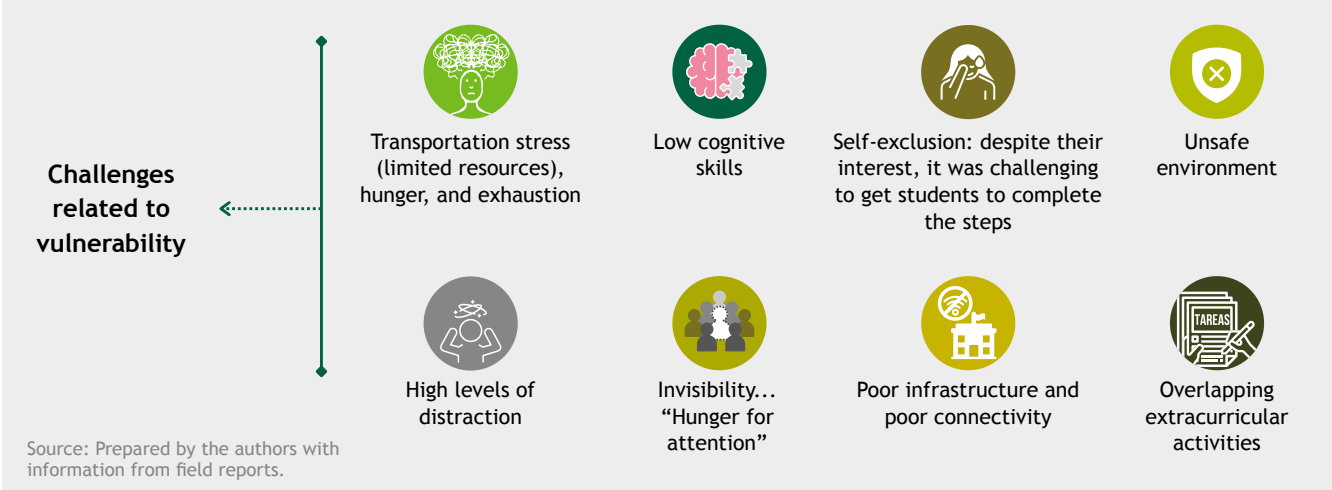 Challenges
related to
vulnerability
Transportation stress
(limited resources),
hunger, and exhaustion
Low cognitive
skills
Self-exclusion: despite their
interest, it was challenging
to get students to complete
the steps
Unsafe
environment
High levels of
distraction
Invisibility...
“Hunger for
attention”
Poor infrastructure and
poor connectivity
TAREAS
Overlapping
extracurricular
activities
Source: Prepared by the authors with
information from field reports.